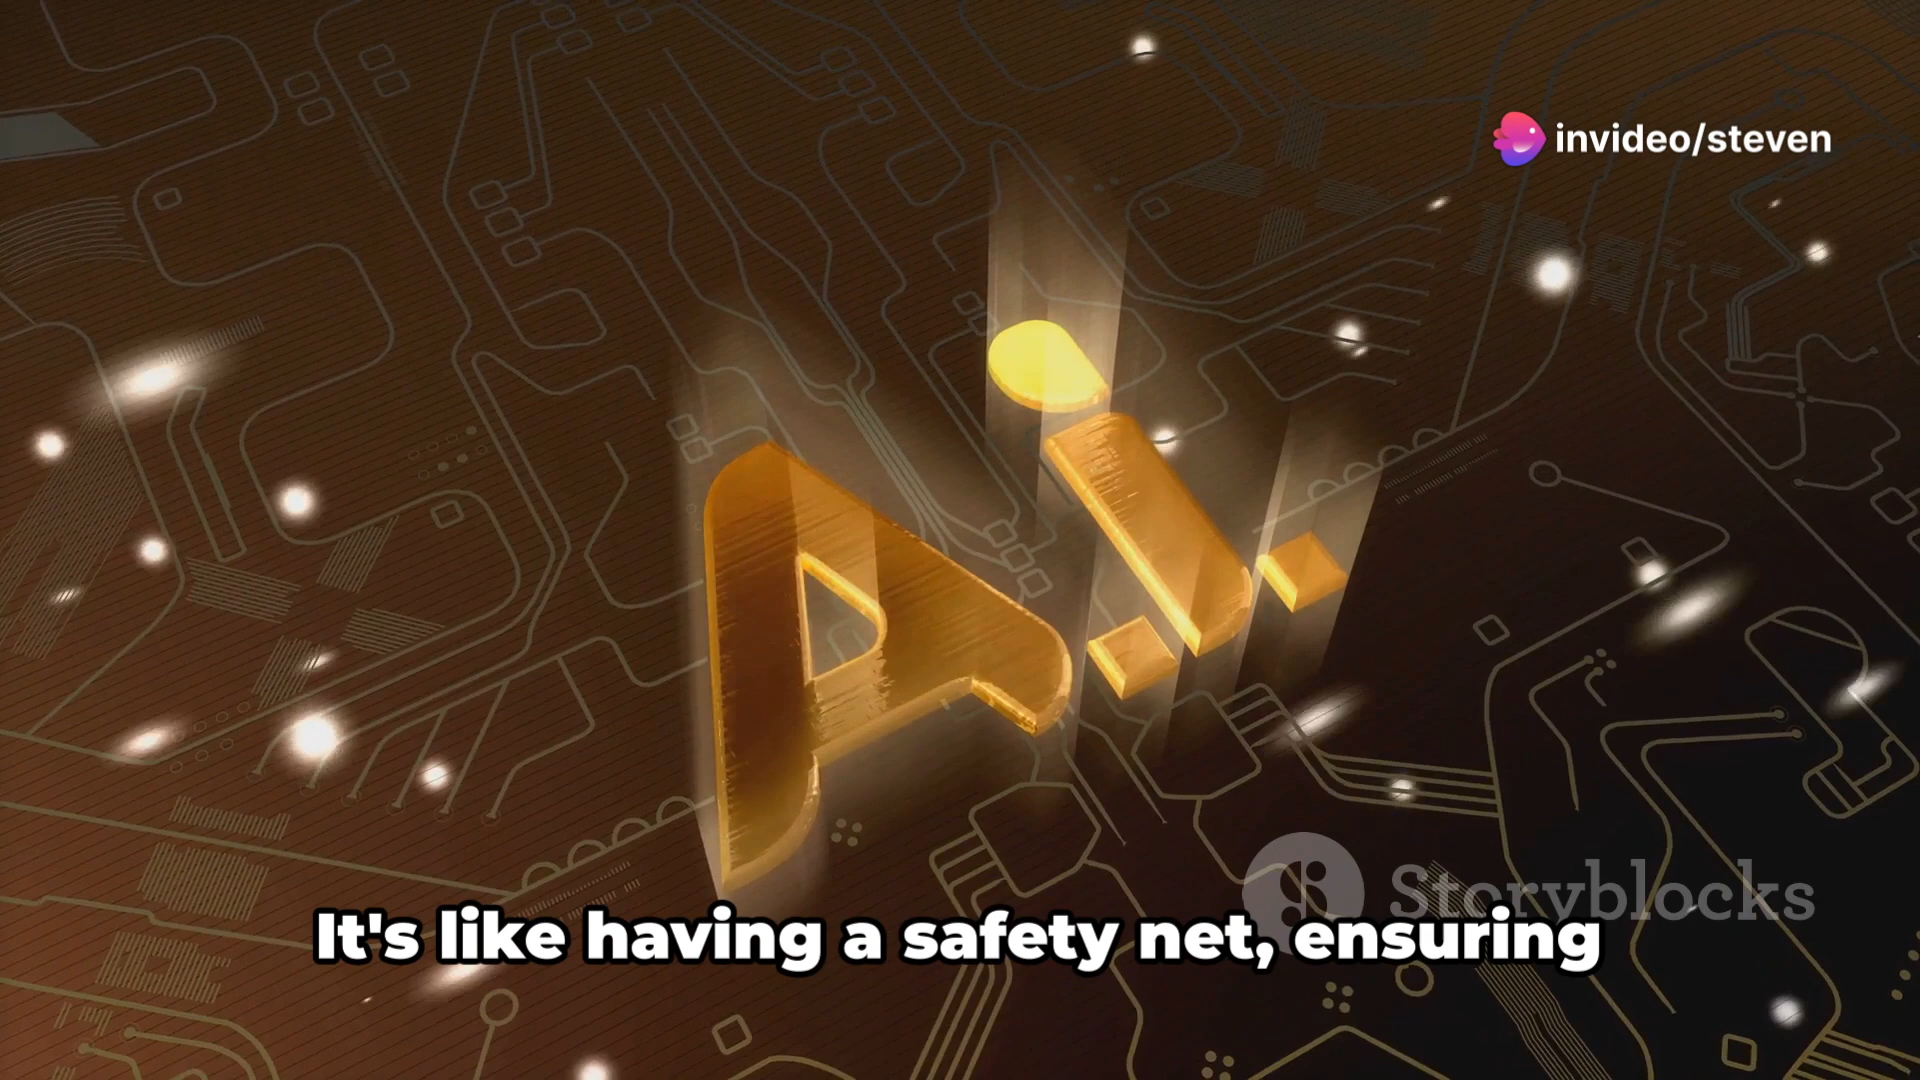 invideo/steven
A.i.
Storyblocks
It's like having a safety net, ensuring